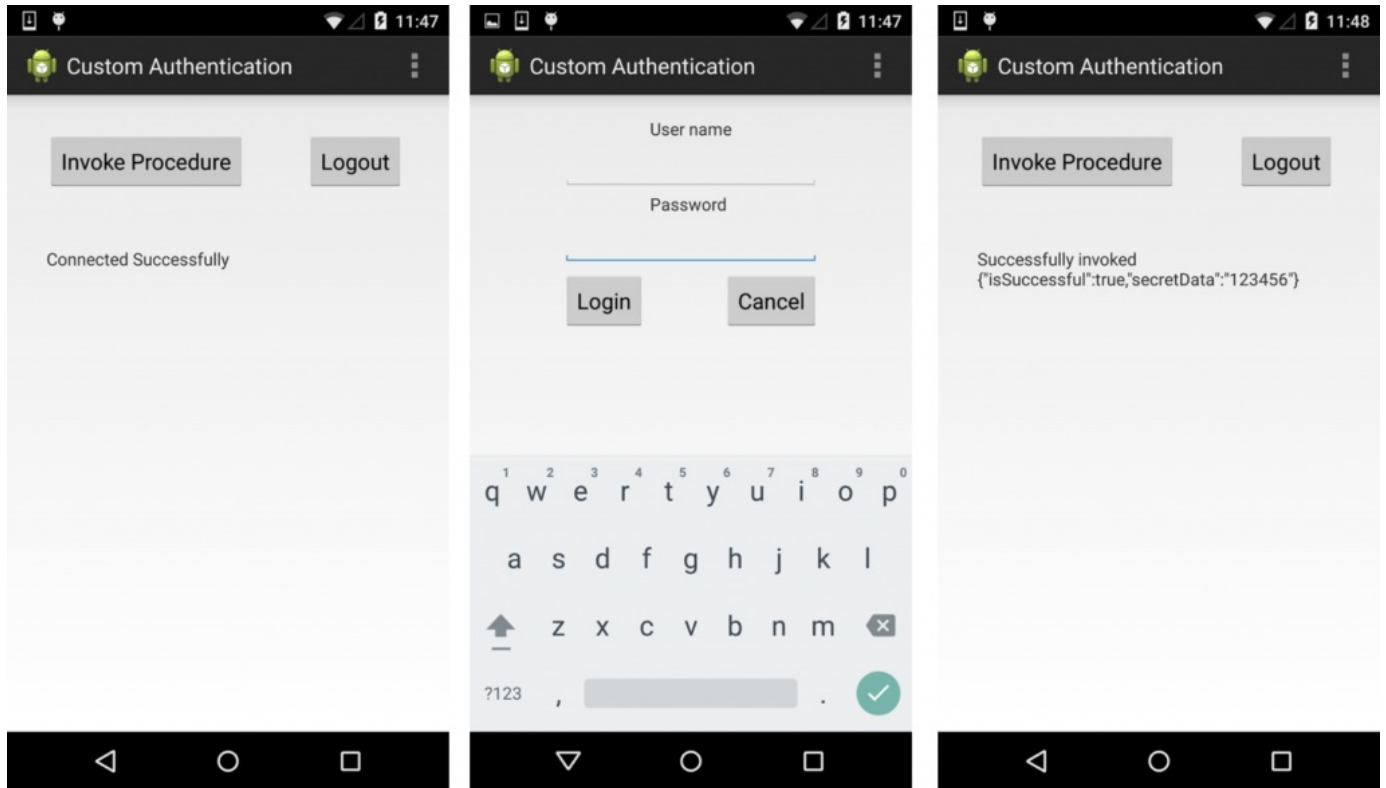 11:47
Custom Authentication
Invoke Procedure
Logout
Connected Successfully
11:47
Custom Authentication
User name
Password
Login
Cancel
1 2 3 4 5 6 7 8 9 0
q w e r t y u i o p
a s d f g h j k l
z x c v b n m
?123 , .
11:48
Custom Authentication
Invoke Procedure
Logout
Successfully invoked
{"isSuccessful":true,"secretData":"123456"}